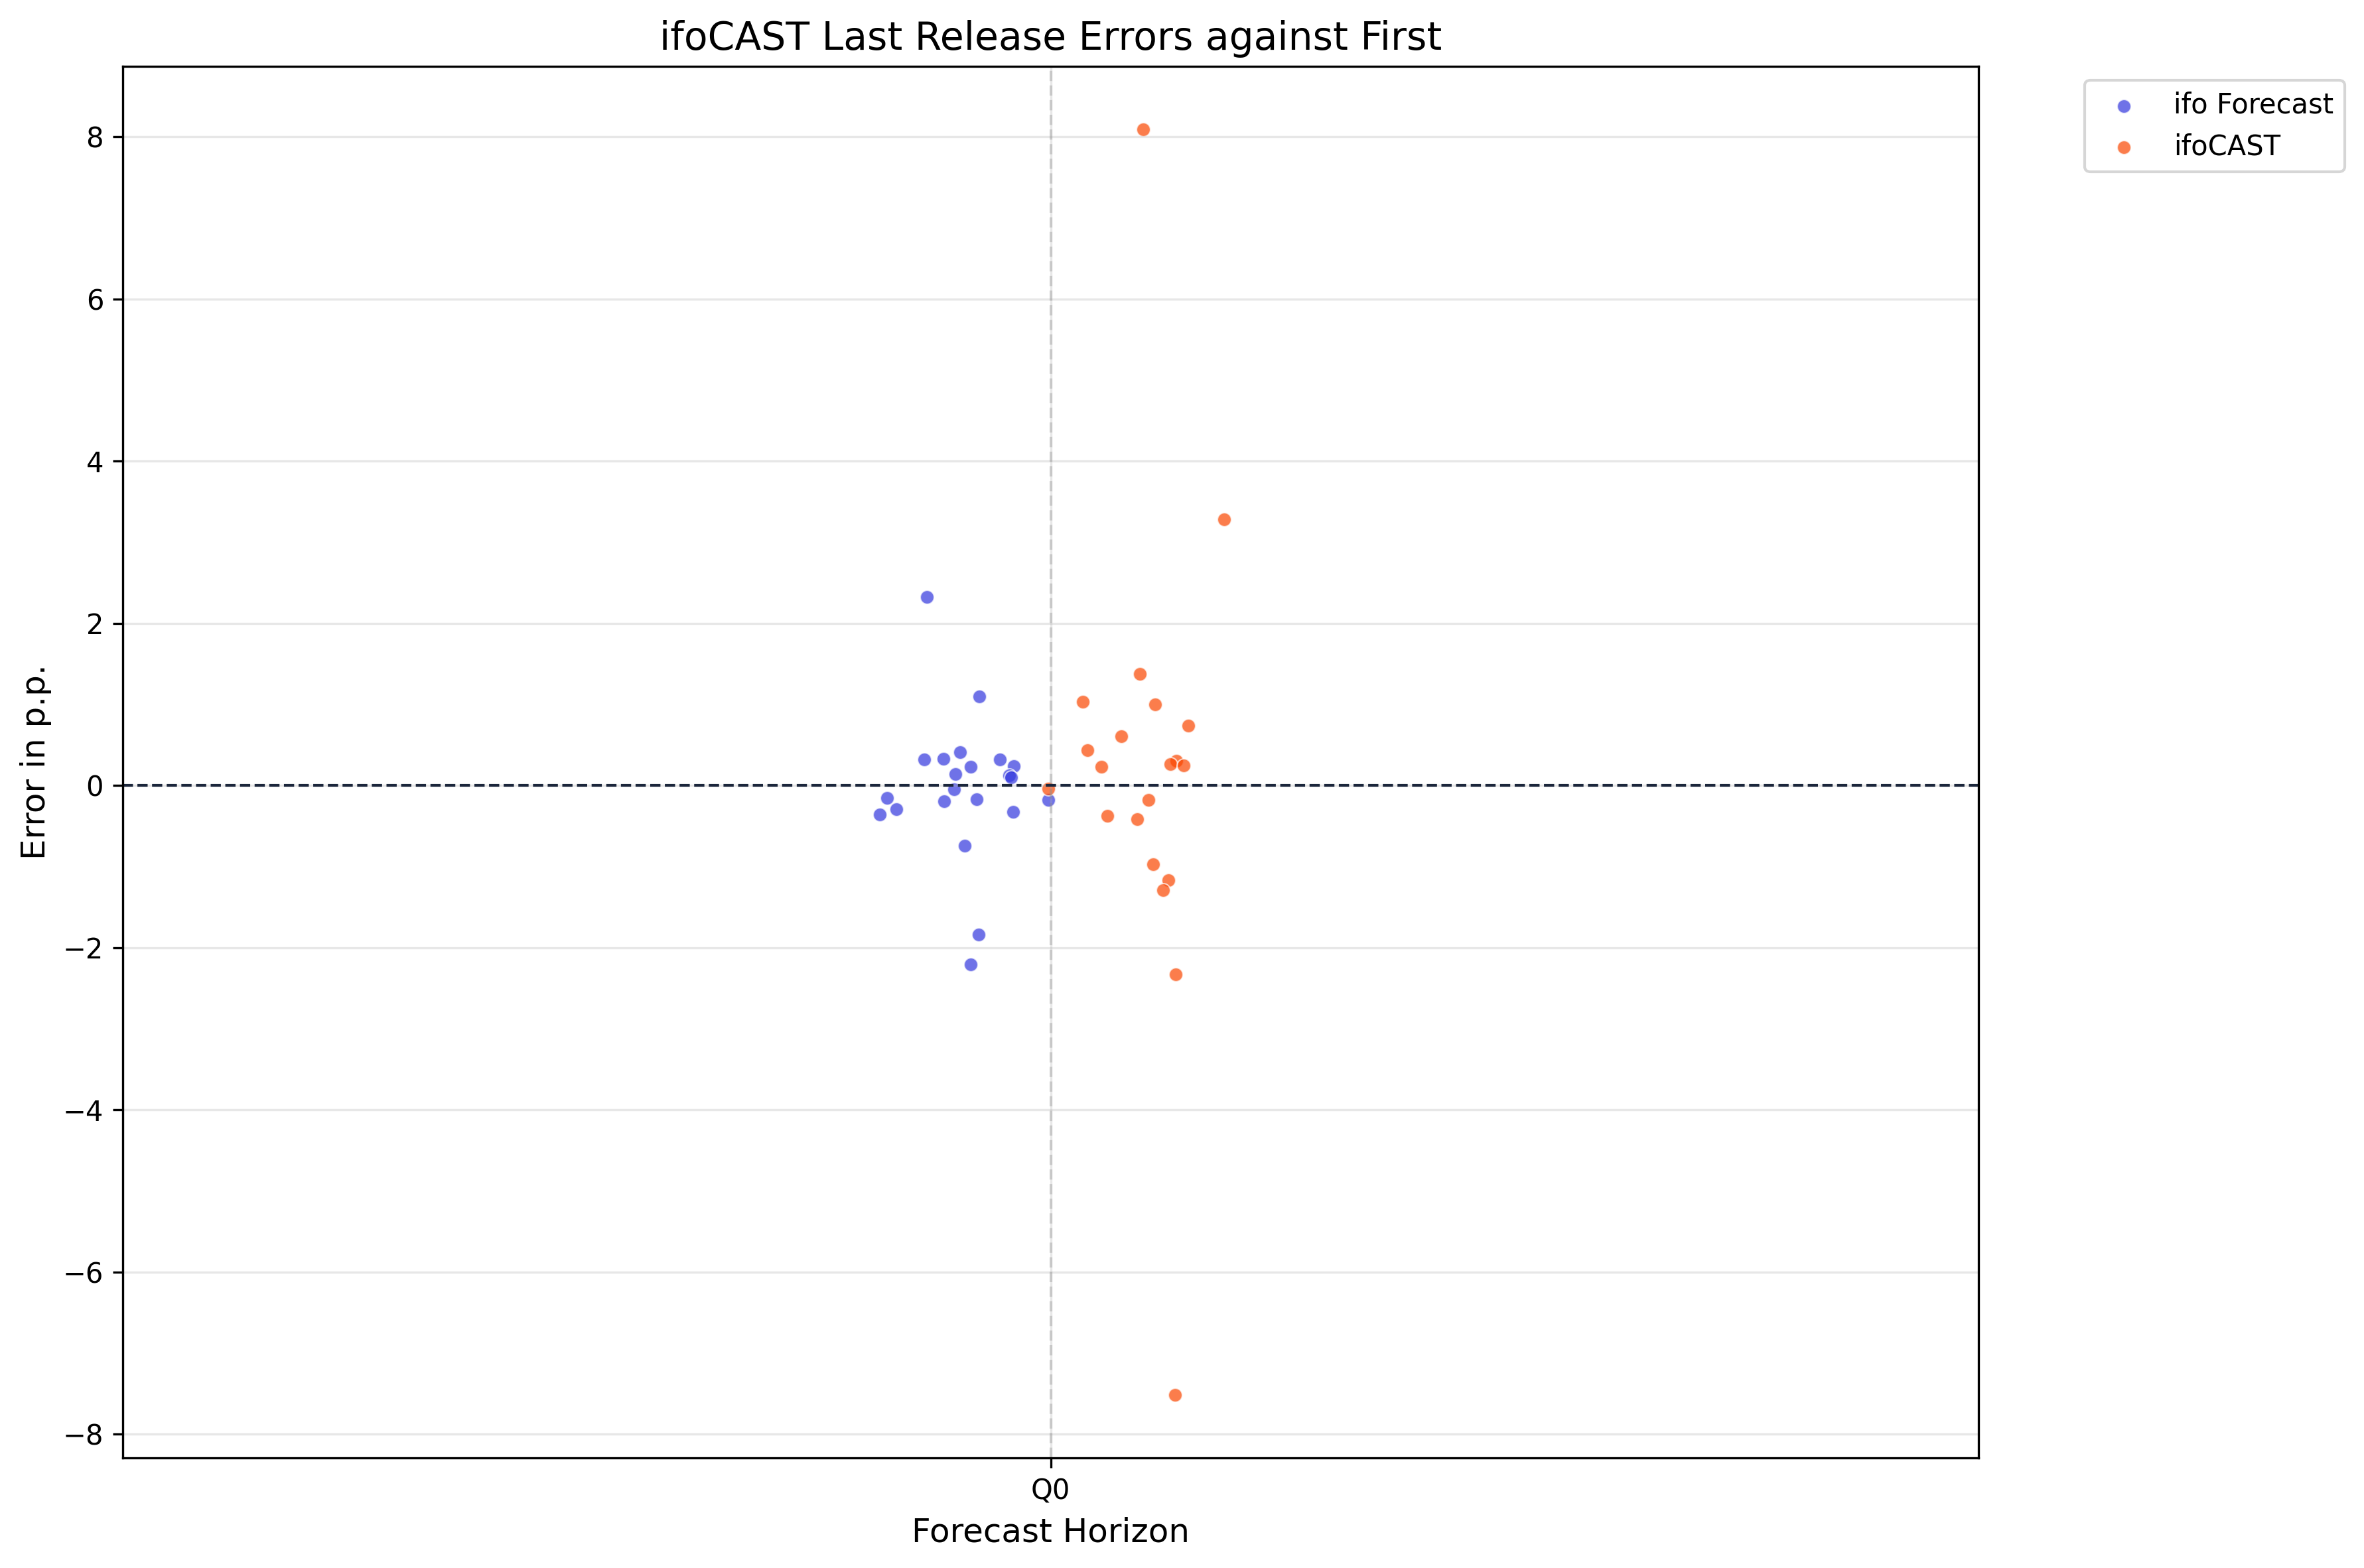 ifoCAST Last Release Errors against First
ifo Forecast
ifoCAST
Error in p.p.
8
6
4
2
0
−2
−4
−6
−8
Q0
Forecast Horizon